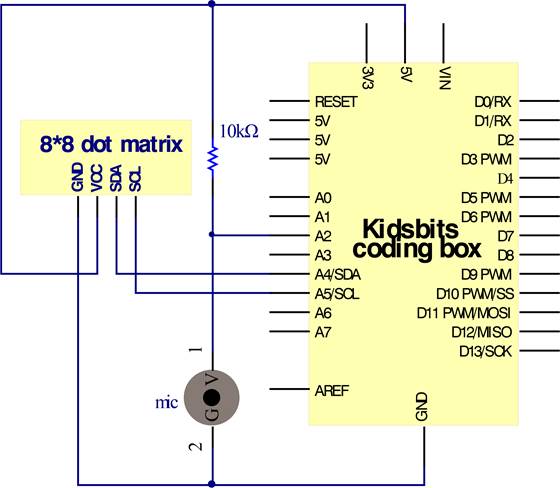 3V3
5V
VIN
RESET
5V
5V
5V
A0
A1
A2
A3
A4/SDA
A5/SCL
A6
A7
AREF
Kidsbits
coding box
D0/RX
D1/RX
D2
D3 PWM
D4
D5 PWM
D6 PWM
D7
D8
D9 PWM
D10 PWM/SS
D11 PWM/MOSI
D12/MISO
D13/SCK
GND
10kΩ
8*8 dot matrix
GND
VCC
SDA
SCL
1
mic
V
G
2